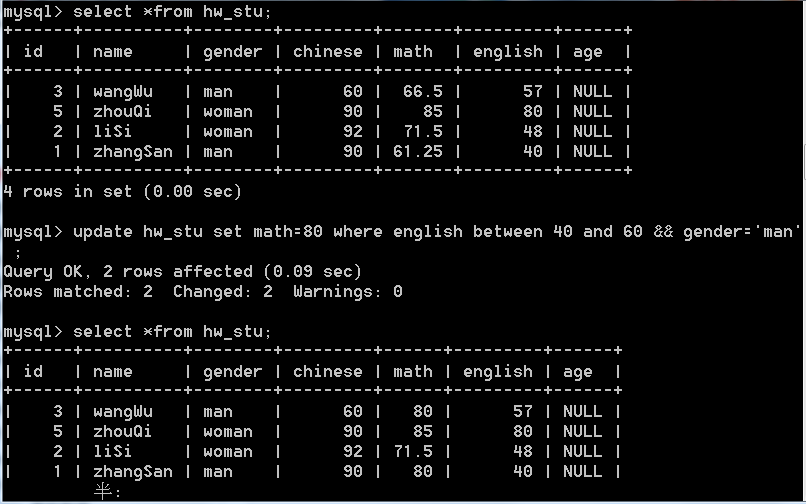 mysql> select *from hw_stu;
+------+----------+--------+---------+-------+---------+------+
| id   | name     | gender | chinese | math  | english | age  |
+------+----------+--------+---------+-------+---------+------+
|    3 | wangWu   | man    |      60 |  66.5 |      57 | NULL |
|    5 | zhouQi   | woman  |      90 |    85 |      80 | NULL |
|    2 | liSi     | woman  |      92 |  71.5 |      48 | NULL |
|    1 | zhangSan | man    |      90 | 61.25 |      40 | NULL |
+------+----------+--------+---------+-------+---------+------+
4 rows in set (0.00 sec)
mysql> update hw_stu set math=80 where english between 40 and 60 && gender='man'
;
Query OK, 2 rows affected (0.09 sec)
Rows matched: 2  Changed: 2  Warnings: 0
mysql> select *from hw_stu;
+------+----------+--------+---------+------+---------+------+
| id   | name     | gender | chinese | math | english | age  |
+------+----------+--------+---------+------+---------+------+
|    3 | wangWu   | man    |      60 |   80 |      57 | NULL |
|    5 | zhouQi   | woman  |      90 |   85 |      80 | NULL |
|    2 | liSi     | woman  |      92 | 71.5 |      48 | NULL |
|    1 | zhangSan | man    |      90 |   80 |      40 | NULL |
半: